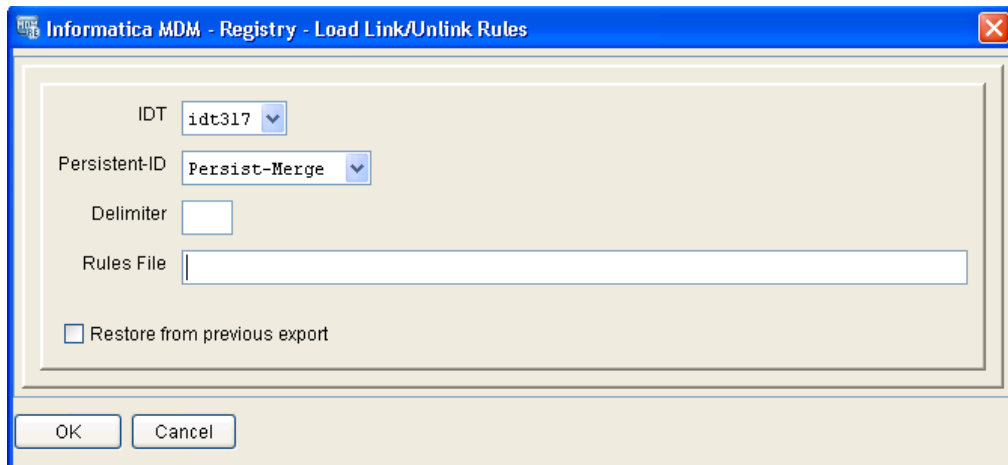 Informatica MDM - Registry - Load Link/Unlink Rules
IDT idt317
Persistent-ID Persist-Merge
Delimiter
Rules File
Restore from previous export
OK Cancel